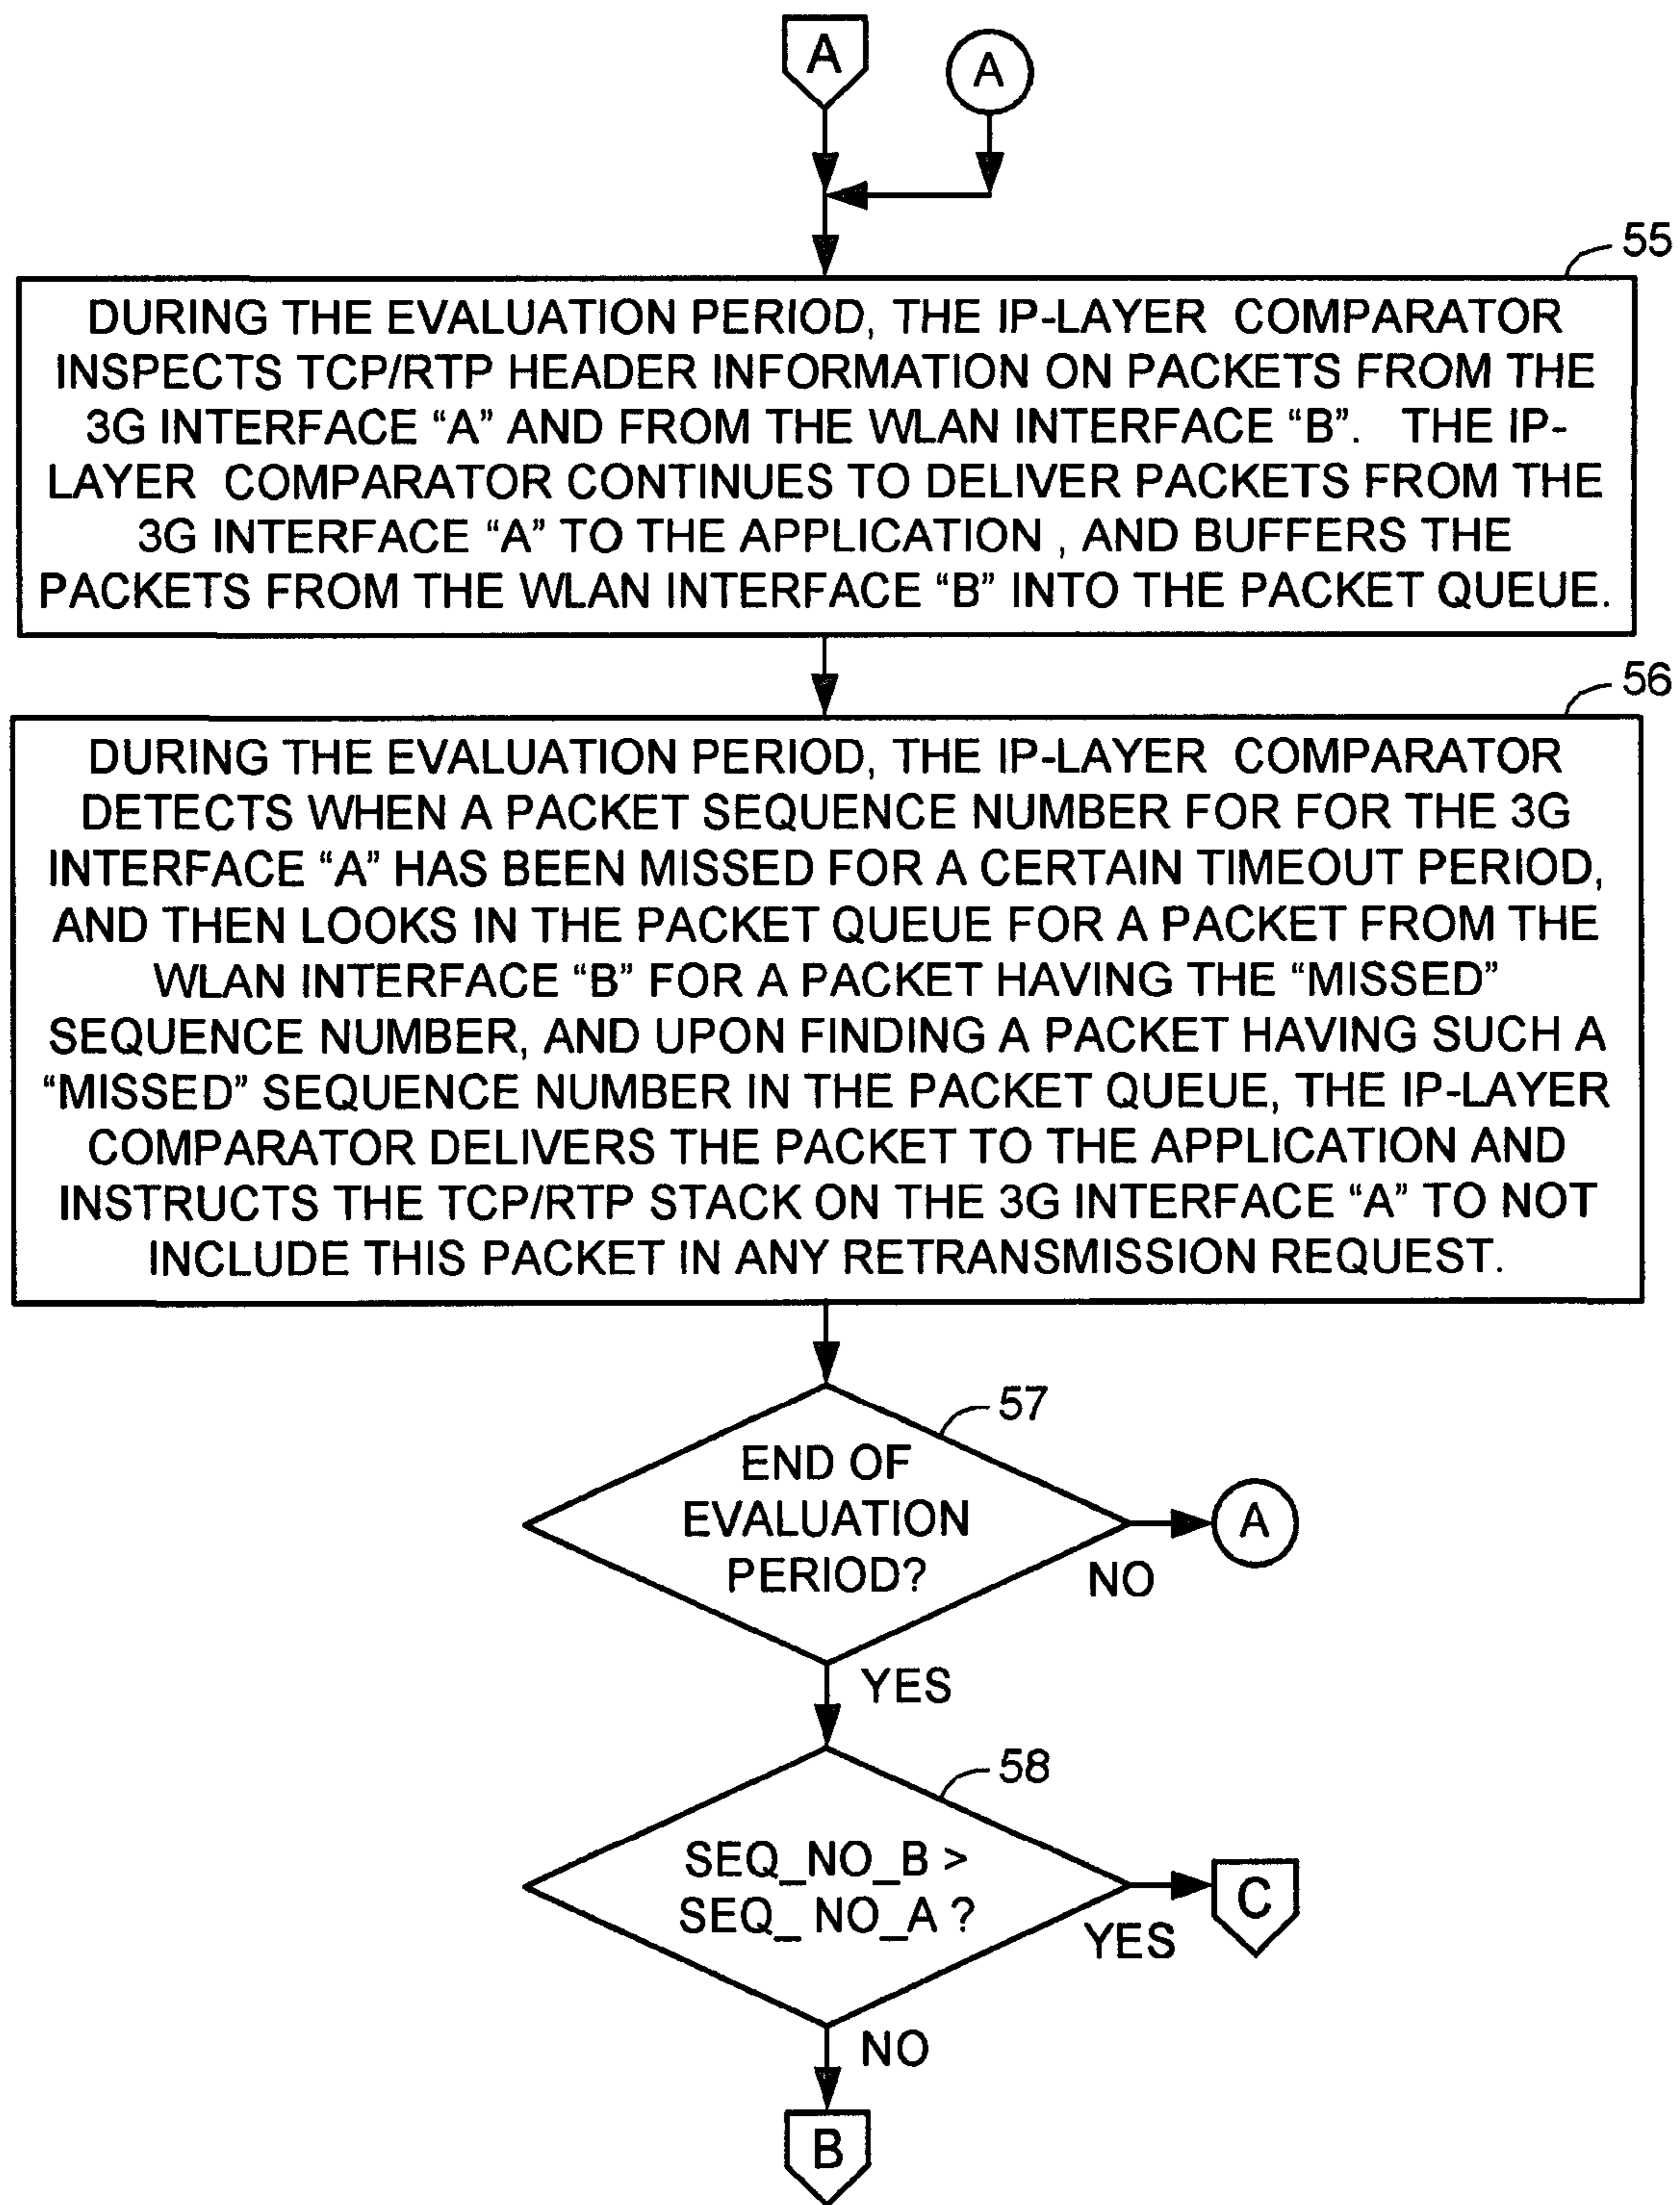 A
A
55
DURING THE EVALUATION PERIOD, THE IP-LAYER COMPARATOR
INSPECTS TCP/RTP HEADER INFORMATION ON PACKETS FROM THE
3G INTERFACE “A” AND FROM THE WLAN INTERFACE “B”. THE IP-
LAYER COMPARATOR CONTINUES TO DELIVER PACKETS FROM THE
3G INTERFACE “A” TO THE APPLICATION , AND BUFFERS THE
PACKETS FROM THE WLAN INTERFACE “B” INTO THE PACKET QUEUE.
56
DURING THE EVALUATION PERIOD, THE IP-LAYER COMPARATOR
DETECTS WHEN A PACKET SEQUENCE NUMBER FOR FOR THE 3G
INTERFACE “A” HAS BEEN MISSED FOR A CERTAIN TIMEOUT PERIOD,
AND THEN LOOKS IN THE PACKET QUEUE FOR A PACKET FROM THE
WLAN INTERFACE “B” FOR A PACKET HAVING THE “MISSED”
SEQUENCE NUMBER, AND UPON FINDING A PACKET HAVING SUCH A
“MISSED” SEQUENCE NUMBER IN THE PACKET QUEUE, THE IP-LAYER
COMPARATOR DELIVERS THE PACKET TO THE APPLICATION AND
INSTRUCTS THE TCP/RTP STACK ON THE 3G INTERFACE “A” TO NOT
INCLUDE THIS PACKET IN ANY RETRANSMISSION REQUEST.
57
END OF
EVALUATION
PERIOD?
A
NO
YES
58
SEQ_NO_B >
SEQ_ NO_A ?
C
YES
NO
B